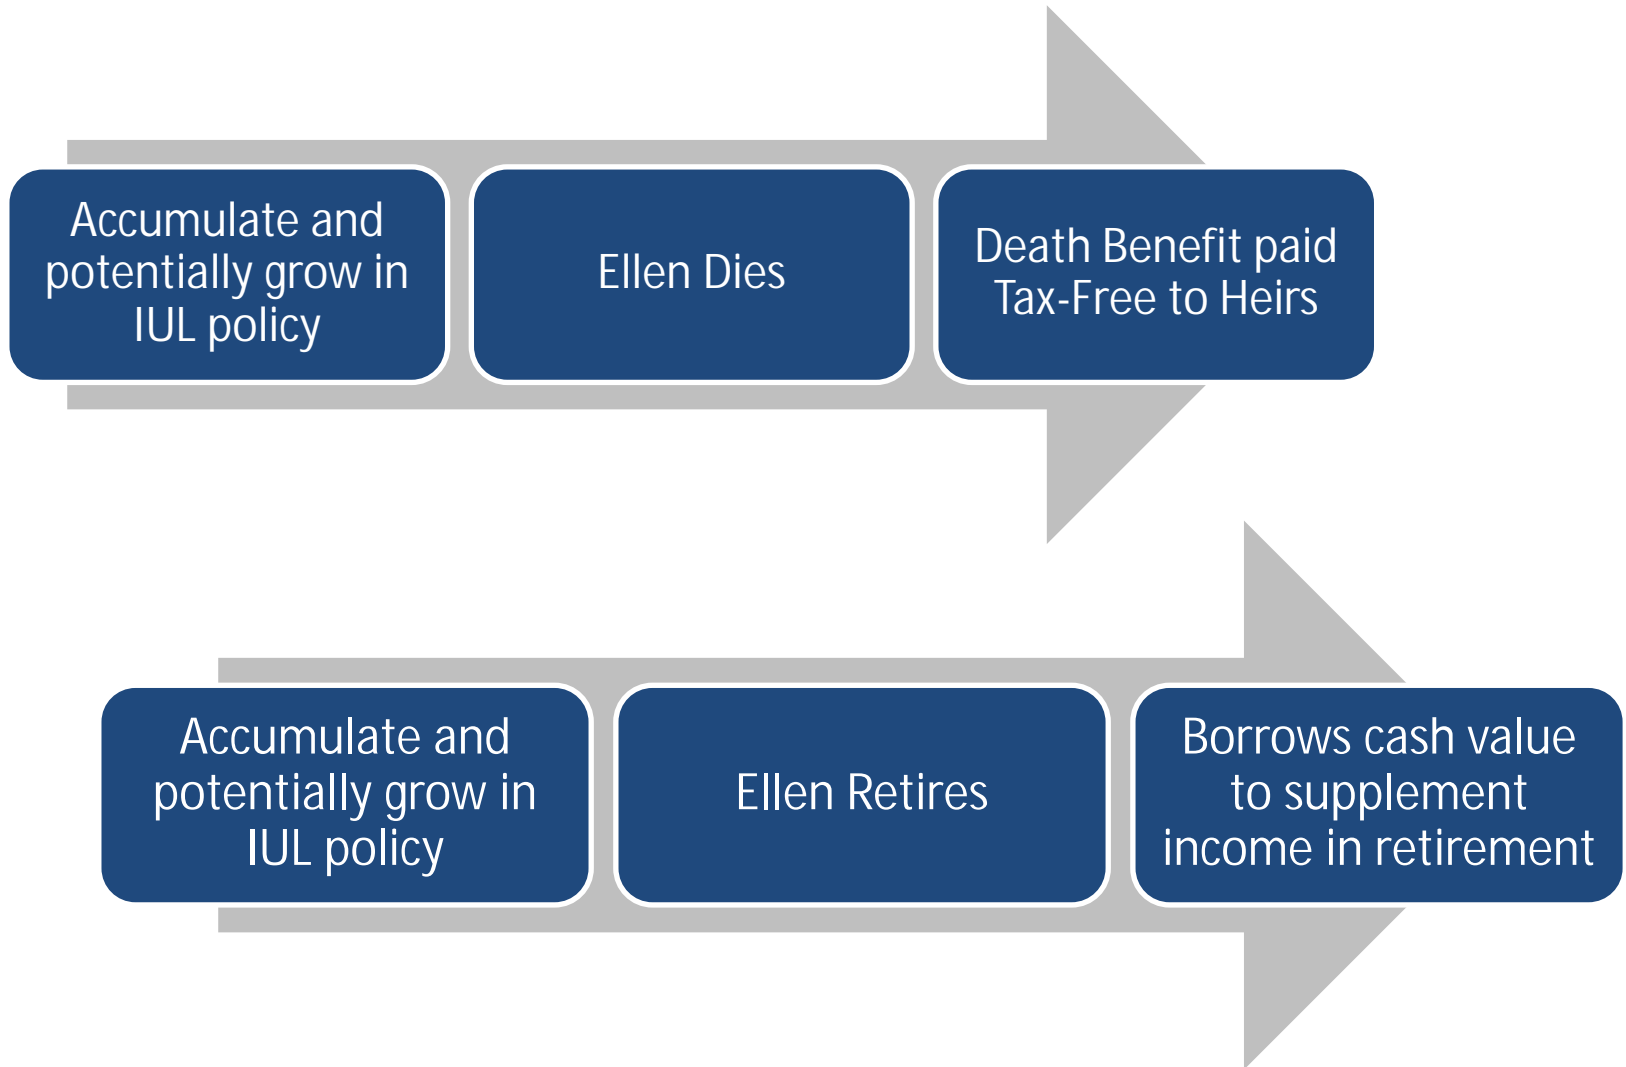 Accumulate and
potentially grow in
IUL policy
Ellen Dies
Death Benefit paid
Tax-Free to Heirs
Accumulate and
potentially grow in
IUL policy
Ellen Retires
Borrows cash value
to supplement
income in retirement